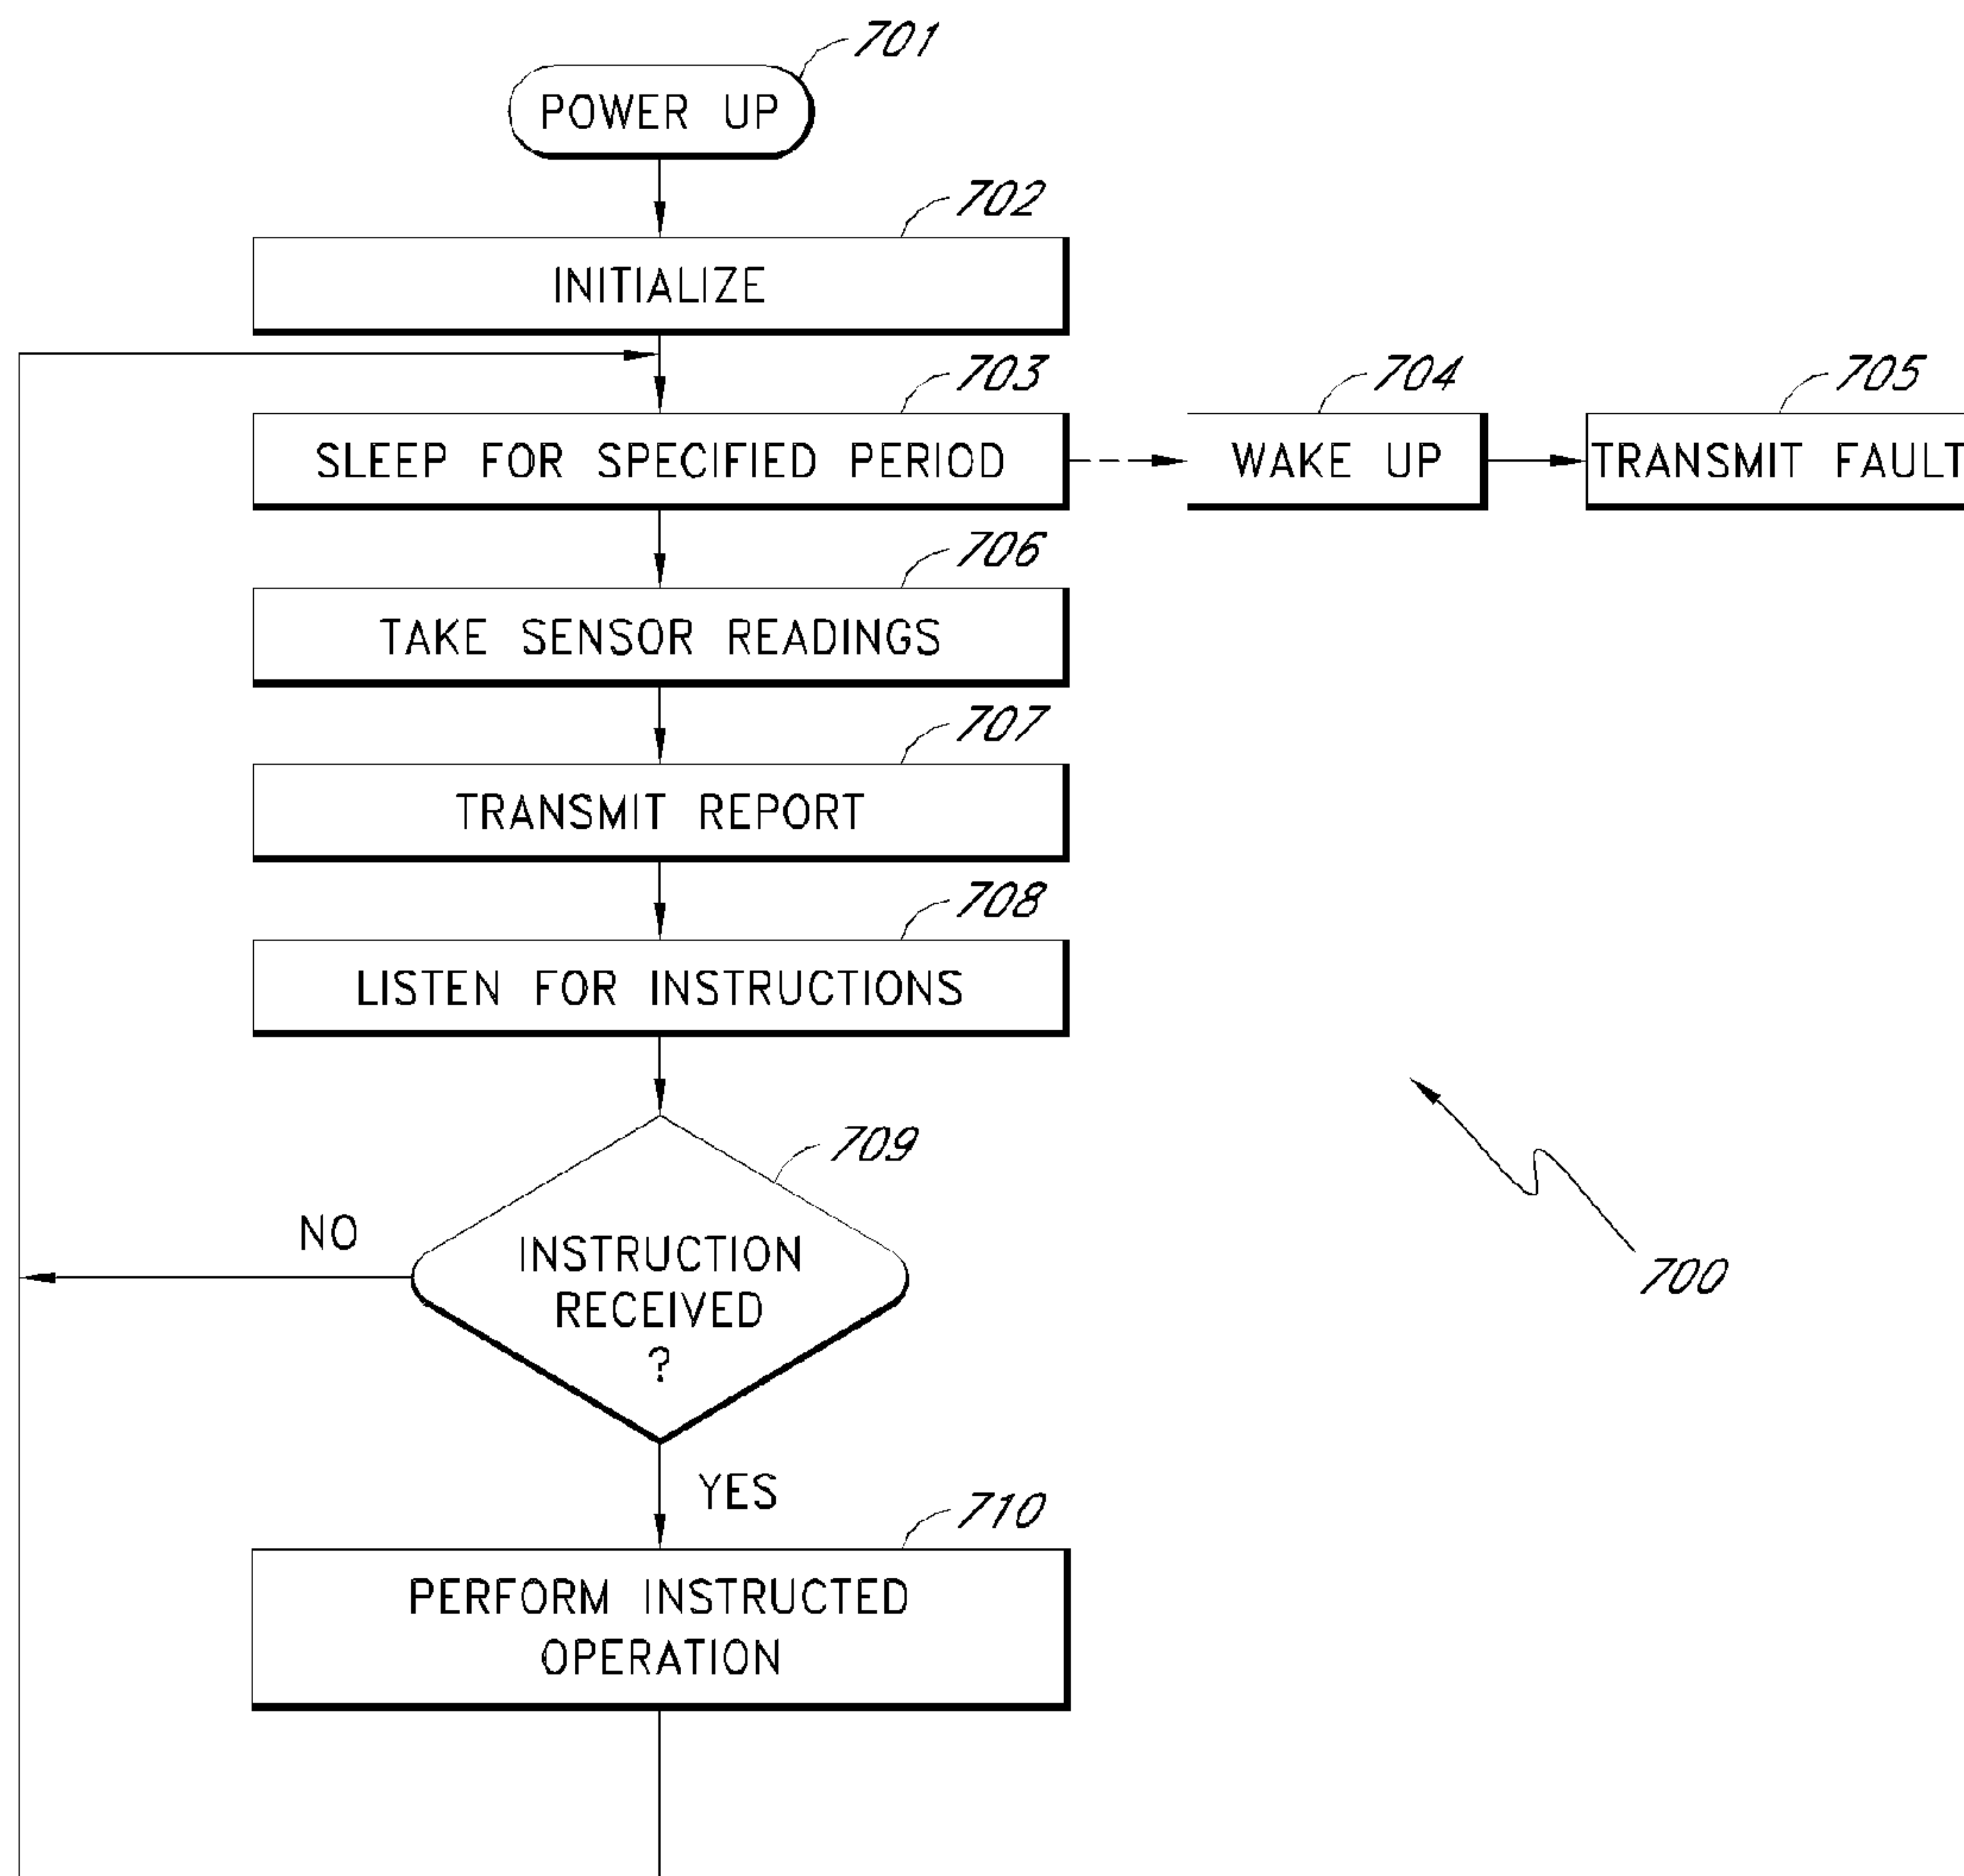 701
POWER UP
702
INITIALIZE
703
SLEEP FOR SPECIFIED PERIOD
704
WAKE UP
705
TRANSMIT FAULT
706
TAKE SENSOR READINGS
707
TRANSMIT REPORT
708
LISTEN FOR INSTRUCTIONS
709
INSTRUCTION
RECEIVED
?
NO
700
YES
710
PERFORM INSTRUCTED
OPERATION